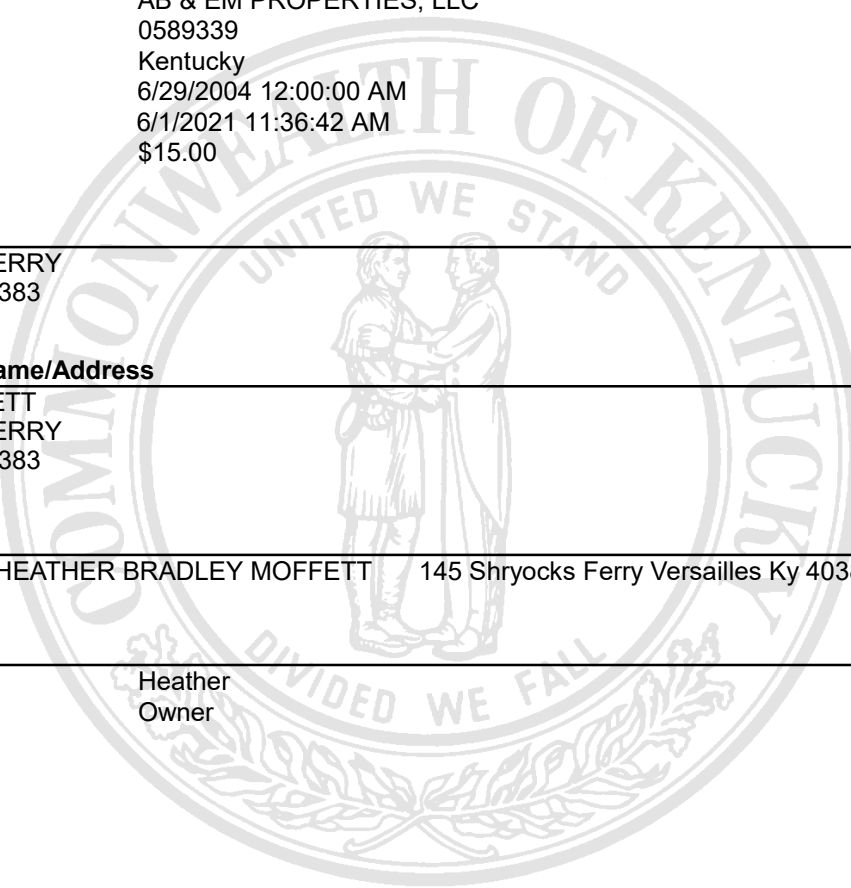 AB & EM PROPERTIES, LLC
0589339
Kentucky
6/29/2004 12:00:00 AM
6/1/2021 11:36:42 AM
$15.00
COMMONWEALTH OF KENTUCKY
UNITED WE STAND
ERRY
383
ame/Address
ETT
ERRY
383
HEATHER BRADLEY MOFFETT 145 Shryocks Ferry Versailles Ky 403
DIVIDED WE FALL
Heather
Owner